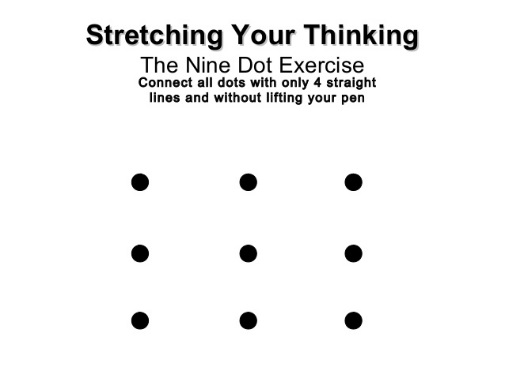 Stretching Your Thinking
The Nine Dot Exercise
Connect all dots with only 4 straight
lines and without lifting your pen